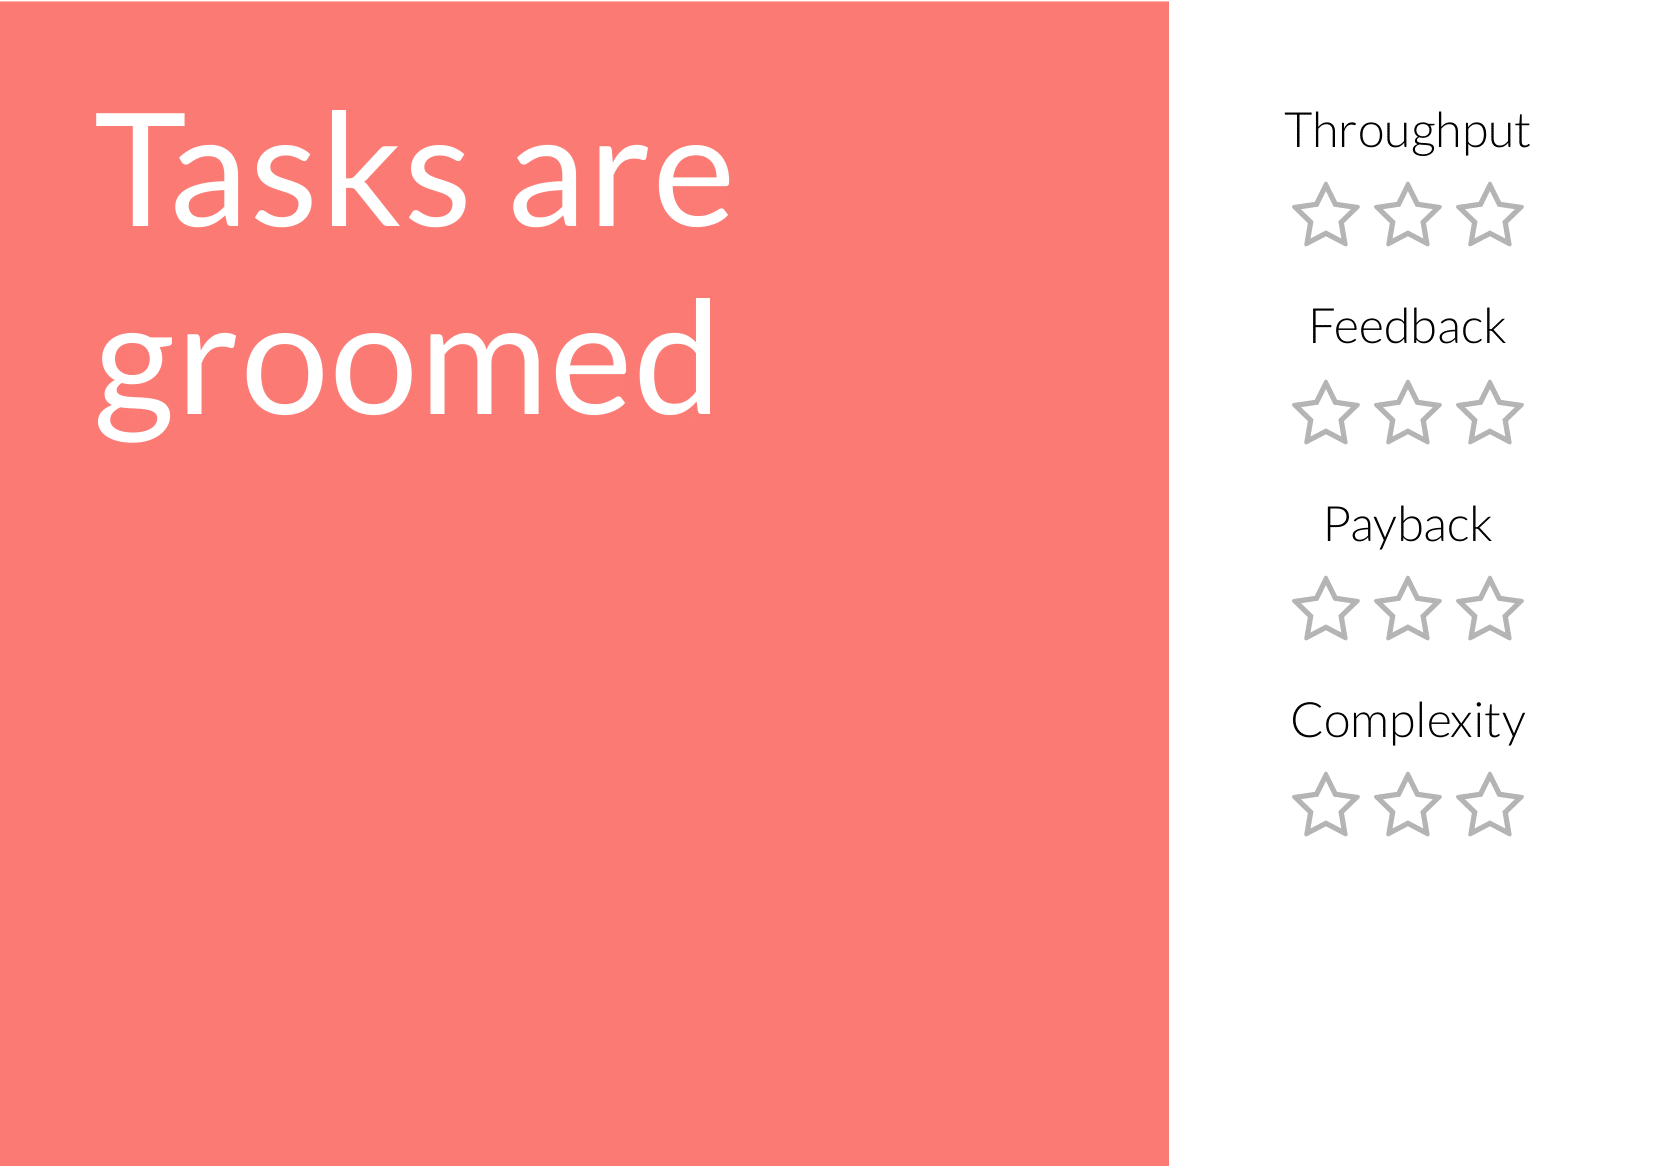 Tasks are
groomed
Throughput
Feedback
Payback
Complexity